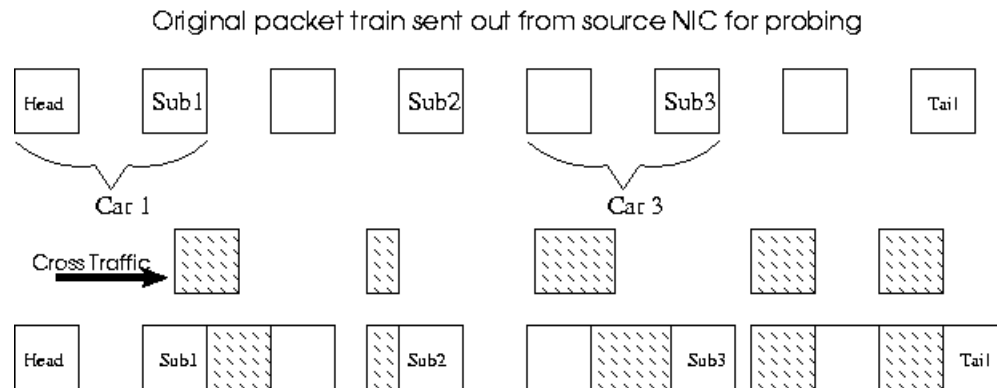 Original packet train sent out from source NIC for probing
Head Sub1 Sub2 Sub3 Tail
Car 1 Car 3
Cross Traffic
Head Sub1 Sub2 Sub3 Tail